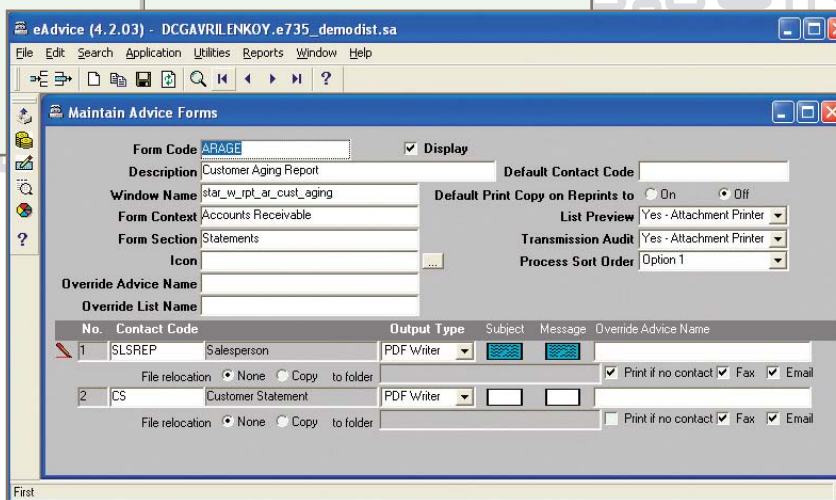 eAdvice (4.2.03) - DCGAVRILENKOY.e735_demodist.sa
File Edit Search Application Utilities Reports Window Help
Maintain Advice Forms
Form Code ARAGE Display
Description Customer Aging Report Default Contact Code
Window Name star_w_rpt_ar_cust_aging Default Print Copy on Reprints to On Off
Form Context Accounts Receivable List Preview Yes - Attachment Printer
Form Section Statements Transmission Audit Yes - Attachment Printer
Icon ... Process Sort Order Option 1
Override Advice Name
Override List Name
No. Contact Code Output Type Subject Message Override Advice Name
1 SLSREP Salesperson PDF Writer
File relocation None Copy to folder Print if no contact Fax Email
2 CS Customer Statement PDF Writer
File relocation None Copy to folder Print if no contact Fax Email
First